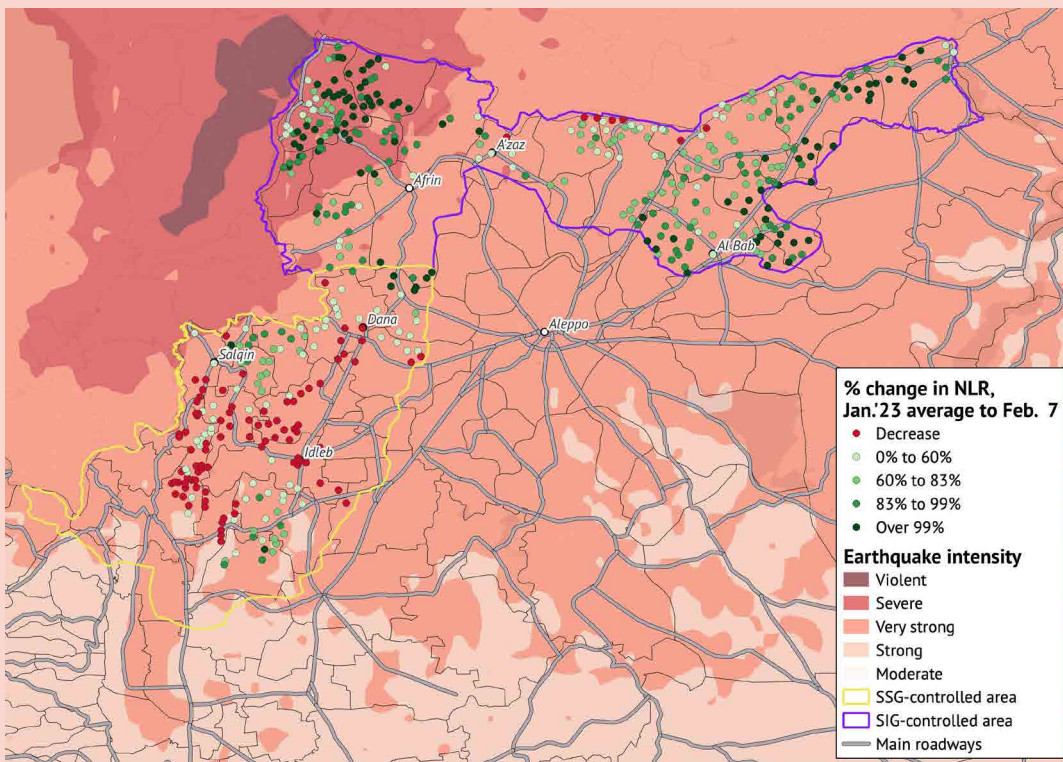 A'zaz
Afrin
Al Bab
Dana
Aleppo
Salqin
Idleb
% change in NLR,
Jan.'23 average to Feb. 7
Decrease
0% to 60%
60% to 83%
83% to 99%
Over 99%
Earthquake intensity
Violent
Severe
Very strong
Strong
Moderate
SSG-controlled area
SIG-controlled area
Main roadways